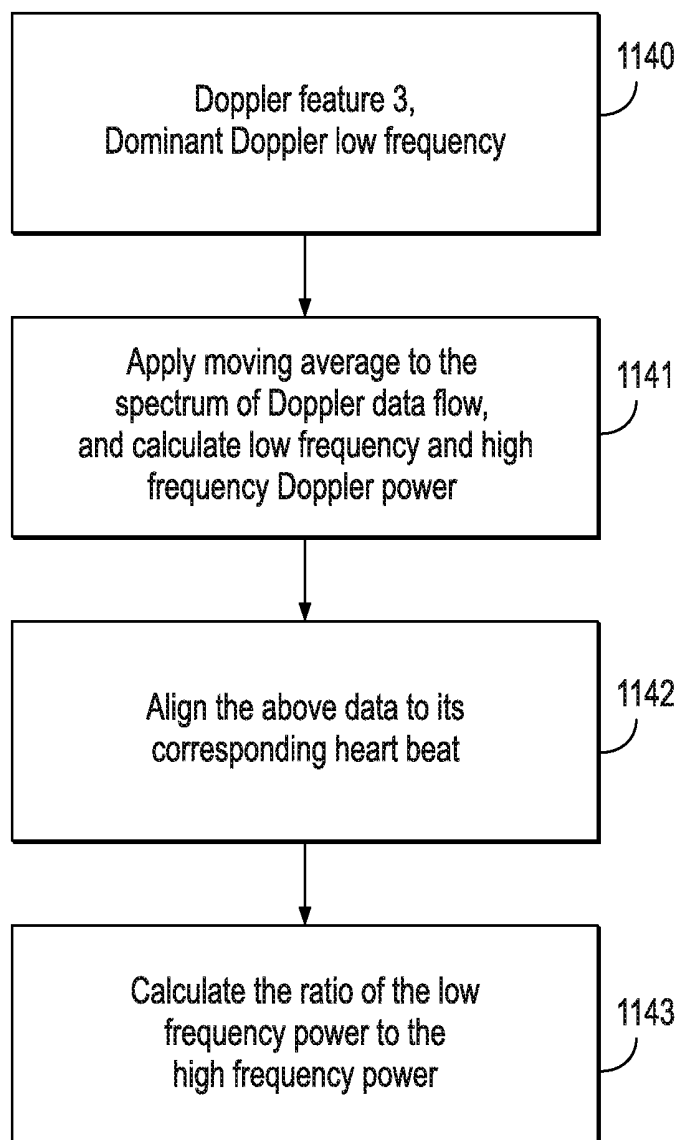 1140
Doppler feature 3,
Dominant Doppler low frequency
1141
Apply moving average to the
spectrum of Doppler data flow,
and calculate low frequency and high
frequency Doppler power
1142
Align the above data to its
corresponding heart beat
1143
Calculate the ratio of the low
frequency power to the
high frequency power